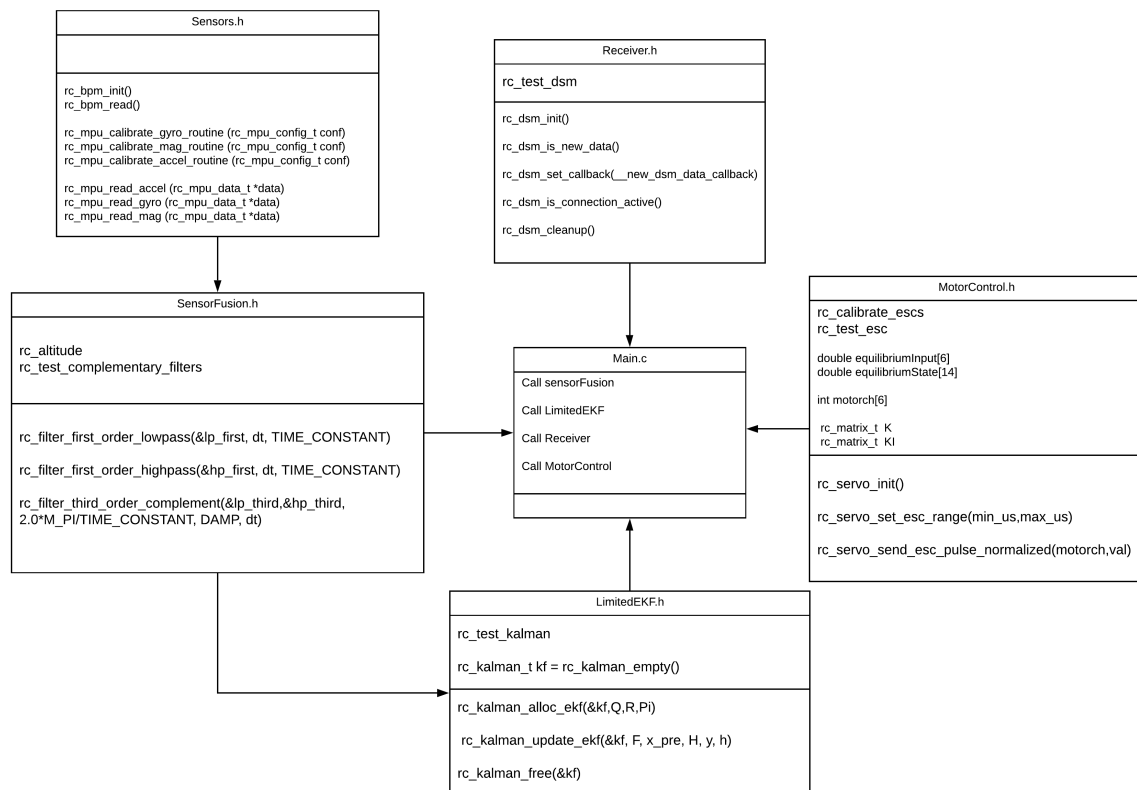 Sensors.h
rc_bpm_init()
rc_bpm_read()
rc_mpu_calibrate_gyro_routine (rc_mpu_config_t conf)
rc_mpu_calibrate_mag_routine (rc_mpu_config_t conf)
rc_mpu_calibrate_accel_routine (rc_mpu_config_t conf)
rc_mpu_read_accel (rc_mpu_data_t *data)
rc_mpu_read_gyro (rc_mpu_data_t *data)
rc_mpu_read_mag (rc_mpu_data_t *data)
Receiver.h
rc_test_dsm
rc_dsm_init()
rc_dsm_is_new_data()
rc_dsm_set_callback(__new_dsm_data_callback)
rc_dsm_is_connection_active()
rc_dsm_cleanup()
SensorFusion.h
rc_altitude
rc_test_complementary_filters
rc_filter_first_order_lowpass(&lp_first, dt, TIME_CONSTANT)
rc_filter_first_order_highpass(&hp_first, dt, TIME_CONSTANT)
rc_filter_third_order_complement(&lp_third,&hp_third,
2.0*M_PI/TIME_CONSTANT, DAMP, dt)
Main.c
Call sensorFusion
Call LimitedEKF
Call Receiver
Call MotorControl
MotorControl.h
rc_calibrate_escs
rc_test_esc
double equilibriumInput[6]
double equilibriumState[14]
int motorch[6]
rc_matrix_t K
rc_matrix_t KI
rc_servo_init()
rc_servo_set_esc_range(min_us,max_us)
rc_servo_send_esc_pulse_normalized(motorch,val)
LimitedEKF.h
rc_test_kalman
rc_kalman_t kf = rc_kalman_empty()
rc_kalman_alloc_ekf(&kf,Q,R,Pi)
rc_kalman_update_ekf(&kf, F, x_pre, H, y, h)
rc_kalman_free(&kf)